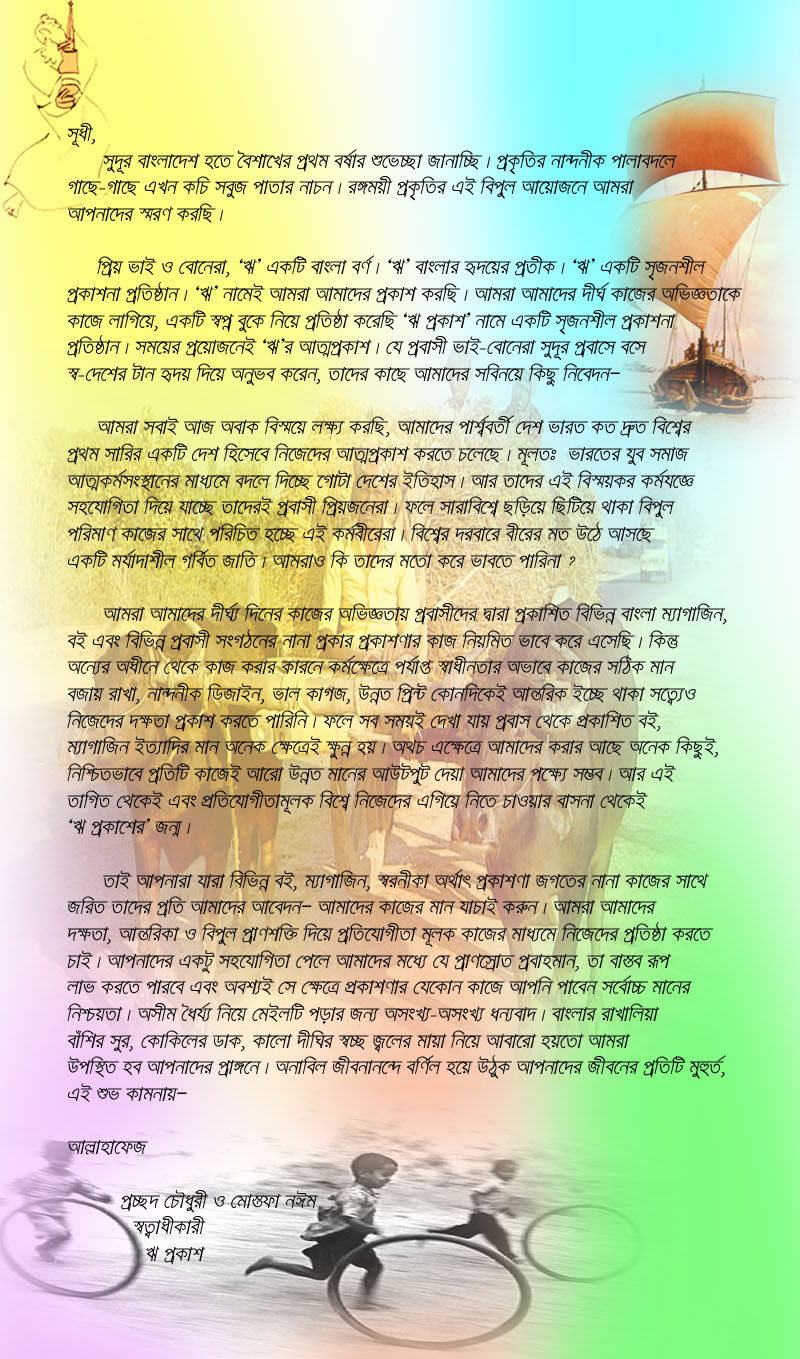 সূধী,
সুদূর বাংলাদেশ হতে বৈশাখের প্রথম বর্ষার শুভেচ্ছা জানাচ্ছি। প্রকৃতির নান্দনীক পালাবদলে
গাছে-গাছে এখন কচি সবুজ পাতার নাচন। রঙ্গময়ী প্রকৃতির এই বিপুল আয়োজনে আমরা
আপনাদের স্মরণ করছি।
প্রিয় ভাই ও বোনেরা, ‘ঋ’ একটি বাংলা বর্ণ। ‘ঋ’ বাংলার হৃদয়ের প্রতীক। ‘ঋ’ একটি সৃজনশীল
প্রকাশনা প্রতিষ্ঠান। ‘ঋ’ নামেই আমরা আমাদের প্রকাশ করছি। আমরা আমাদের দীর্ঘ কাজের অভিজ্ঞতাকে
কাজে লাগিয়ে, একটি স্বপ্ন বুকে নিয়ে প্রতিষ্ঠা করেছি ‘ঋ প্রকাশ’ নামে একটি সৃজনশীল প্রকাশনা
প্রতিষ্ঠান। সময়ের প্রয়োজনেই ‘ঋ’র আত্মপ্রকাশ। যে প্রবাসী ভাই-বোনেরা সুদূর প্রবাসে বসে
স্ব-দেশের টান হৃদয় দিয়ে অনুভব করেন, তাদের কাছে আমাদের সবিনয়ে কিছু নিবেদন–
আমরা সবাই আজ অবাক বিস্ময়ে লক্ষ্য করছি, আমাদের পার্শ্ববর্তী দেশ ভারত কত দ্রুত বিশ্বের
প্রথম সারির একটি দেশ হিসেবে নিজেদের আত্মপ্রকাশ করতে চলেছে। মূলতঃ ভারতের যুব সমাজ
আত্মকর্মসংস্থানের মাধ্যমে বদলে দিচ্ছে গোটা দেশের ইতিহাস। আর তাদের এই বিস্ময়কর কর্মযজ্ঞে
সহযোগিতা দিয়ে যাচ্ছে তাদেরই প্রবাসী প্রিয়জনেরা। ফলে সারাবিশ্বে ছড়িয়ে ছিটিয়ে থাকা বিপুল
পরিমাণ কাজের সাথে পরিচিত হচ্ছে এই কর্মবীরেরা। বিশ্বের দরবারে বীরের মত উঠে আসছে
একটি মর্যাদাশীল গর্বিত জাতি। আমরাও কি তাদের মতো করে ভাবতে পারিনা ?
আমরা আমাদের দীর্ঘ্য দিনের কাজের অভিজ্ঞতায় প্রবাসীদের দ্বারা প্রকাশিত বিভিন্ন বাংলা ম্যাগাজিন,
বই এবং বিভিন্ন প্রবাসী সংগঠনের নানা প্রকার প্রকাশণার কাজ নিয়মিত ভাবে করে এসেছি। কিন্তু
অন্যের অধীনে থেকে কাজ করার কারনে কর্মক্ষেত্রে পর্যাপ্ত স্বাধীনতার অভাবে কাজের সঠিক মান
বজায় রাখা, নান্দনীক ডিজাইন, ভাল কাগজ, উন্নত প্রিন্ট কোনদিকেই আন্তরিক ইচ্ছে থাকা সত্ত্যেও
নিজেদের দক্ষতা প্রকাশ করতে পারিনি। ফলে সব সময়ই দেখা যায় প্রবাস থেকে প্রকাশিত বই,
ম্যাগাজিন ইত্যাদির মান অনেক ক্ষেত্রেই ক্ষুন্ন হয়। অথচ এক্ষেত্রে আমাদের করার আছে অনেক কিছুই,
নিশ্চিতভাবে প্রতিটি কাজেই আরো উন্নত মানের আউটপুট দেয়া আমাদের পক্ষ্যে সম্ভব। আর এই
তাগিত থেকেই এবং প্রতিযোগীতামূলক বিশ্বে নিজেদের এগিয়ে নিতে চাওয়ার বাসনা থেকেই
‘ঋ প্রকাশের’ জন্ম।
তাই আপনারা যারা বিভিন্ন বই, ম্যাগাজিন, স্বরনীকা অর্থাৎ প্রকাশণা জগতের নানা কাজের সাথে
জরিত তাদের প্রতি আমাদের আবেদন– আমাদের কাজের মান যাচাই করুন। আমরা আমাদের
দক্ষতা, আন্তরিকা ও বিপুল প্রাণশক্তি দিয়ে প্রতিযোগীতা মূলক কাজের মাধ্যমে নিজেদের প্রতিষ্ঠা করতে
চাই। আপনাদের একটু সহযোগিতা পেলে আমাদের মধ্যে যে প্রাণস্রোত প্রবাহমান, তা বাস্তব রূপ
লাভ করতে পারবে এবং অবশ্যই সে ক্ষেত্রে প্রকাশণার যেকোন কাজে আপনি পাবেন সর্বোচ্চ মানের
নিশ্চয়তা। অসীম ধৈর্য্য নিয়ে মেইলটি পড়ার জন্য অসংখ্য-অসংখ্য ধন্যবাদ। বাংলার রাখালিয়া
বাঁশির সুর, কোকিলের ডাক, কালো দীঘির স্বচ্ছ জ্বলের মায়া নিয়ে আবারো হয়তো আমরা
উপস্থিত হব আপনাদের প্রাঙ্গনে। অনাবিল জীবনানন্দে বর্ণিল হয়ে উঠুক আপনাদের জীবনের প্রতিটি মুহুর্ত,
এই শুভ কামনায়–
আল্লাহাফেজ
প্রচ্ছদ চৌধুরী ও মোস্তফা নঈম
স্বত্বাধীকারী
ঋ প্রকাশ